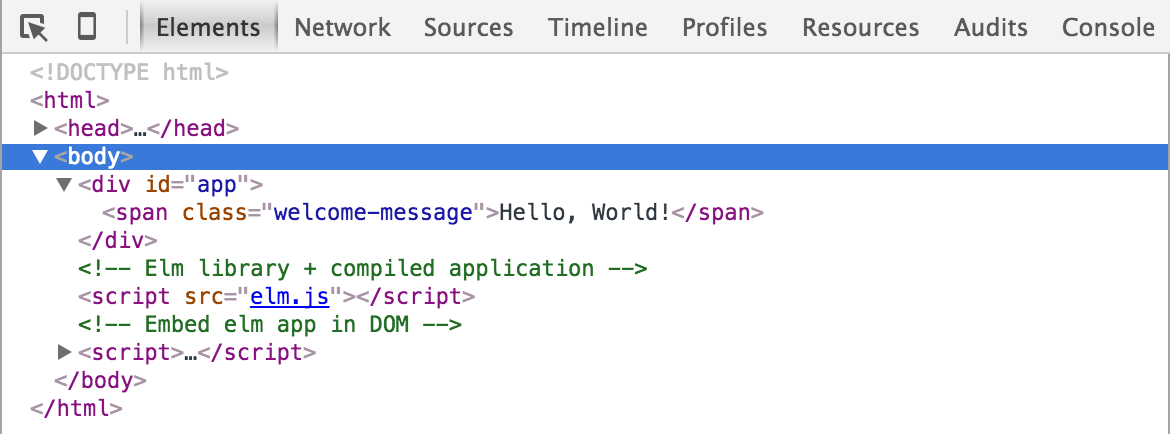 Elements Network Sources Timeline Profiles Resources Audits Console
<!DOCTYPE html>
<html>
<head>…</head>
<body>
<div id="app">
<span class="welcome-message">Hello, World!</span>
</div>
<!-- Elm library + compiled application -->
<script src="elm.js"></script>
<!-- Embed elm app in DOM -->
<script>…</script>
</body>
</html>